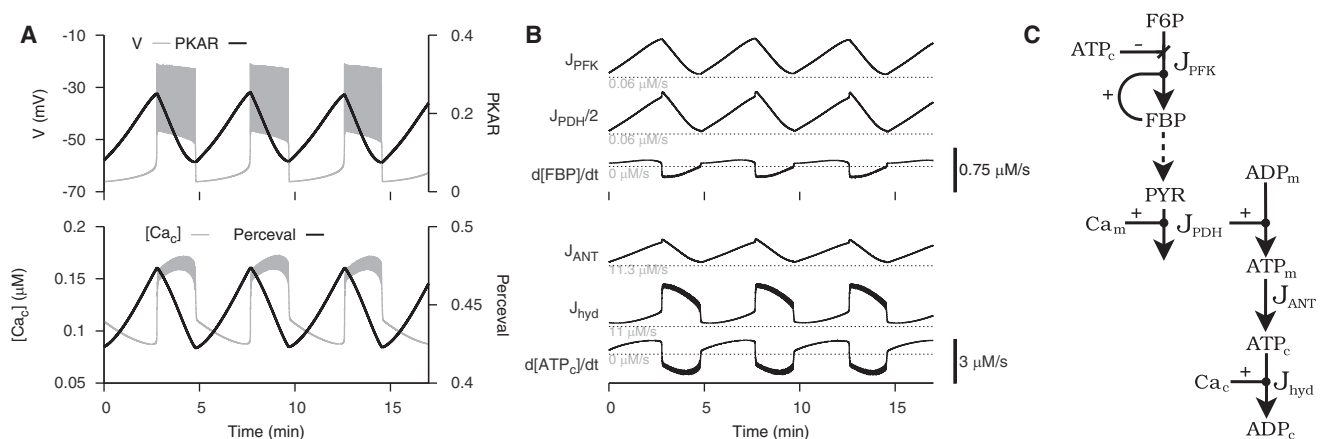 A
V PKAR
-10
-30
-50
-70
V (mV)
0.4
0.2
0
PKAR
[Ca_c] Perceval
0.2
0.15
0.1
0.05
[Ca_c] (μM)
0.5
0.45
0.4
Perceval
0 5 10 15
Time (min)
B
J_PFK
0.06 μM/s
J_PDH/2
0.06 μM/s
d[FBP]/dt
0 μM/s
0.75 μM/s
J_ANT
11.3 μM/s
J_hyd
11 μM/s
d[ATP_c]/dt
0 μM/s
3 μM/s
0 5 10 15
Time (min)
C
F6P
ATP_c – J_PFK
+
FBP
PYR
ADP_m
Ca_m + J_PDH +
ATP_m
J_ANT
ATP_c
Ca_c + J_hyd
ADP_c